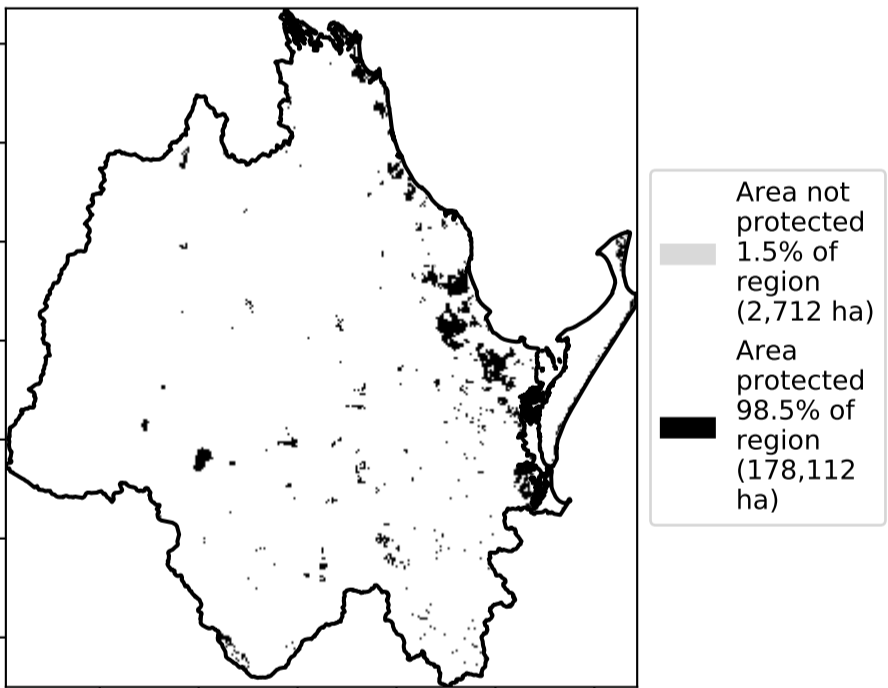 Area not
protected
1.5% of
region
(2,712 ha)
Area
protected
98.5% of
region
(178,112
ha)